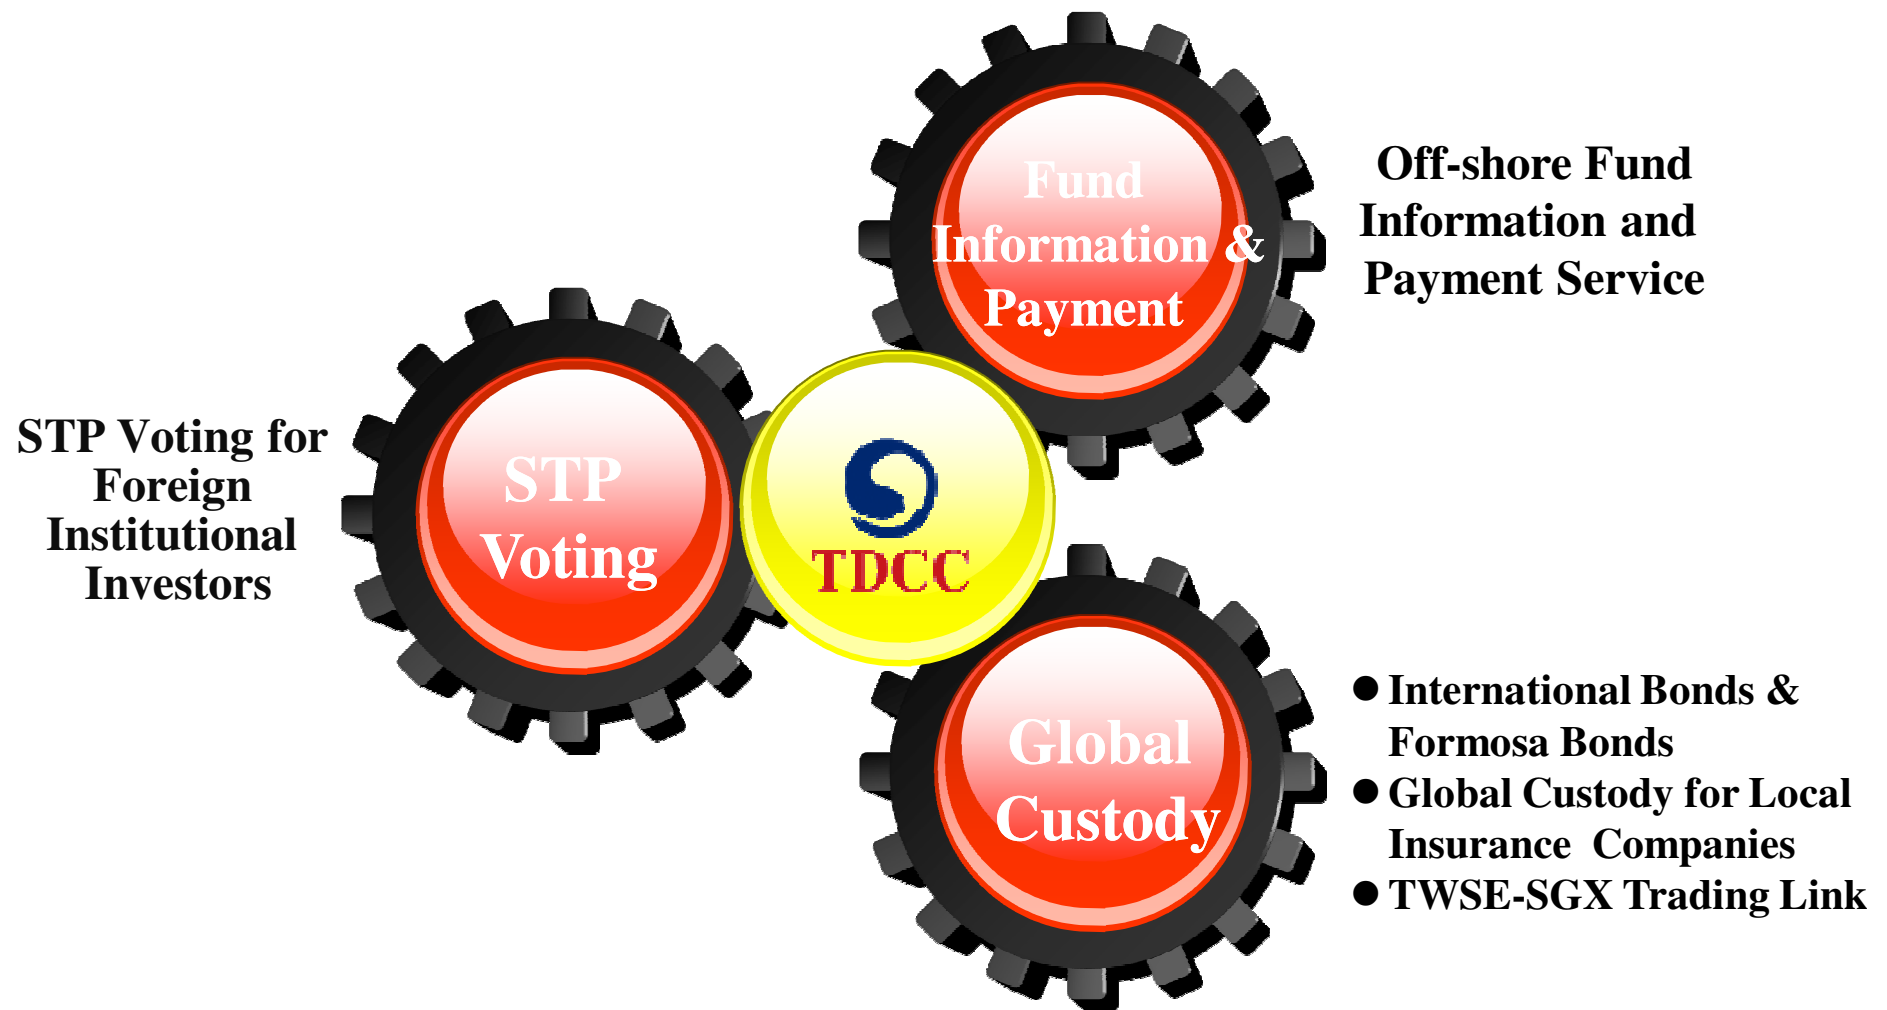 Fund
Information &
Payment
Off-shore Fund
Information and
Payment Service
STP Voting for
Foreign
Institutional
Investors
STP
Voting
TDCC
Global
Custody
● International Bonds &
Formosa Bonds
● Global Custody for Local
Insurance Companies
● TWSE-SGX Trading Link